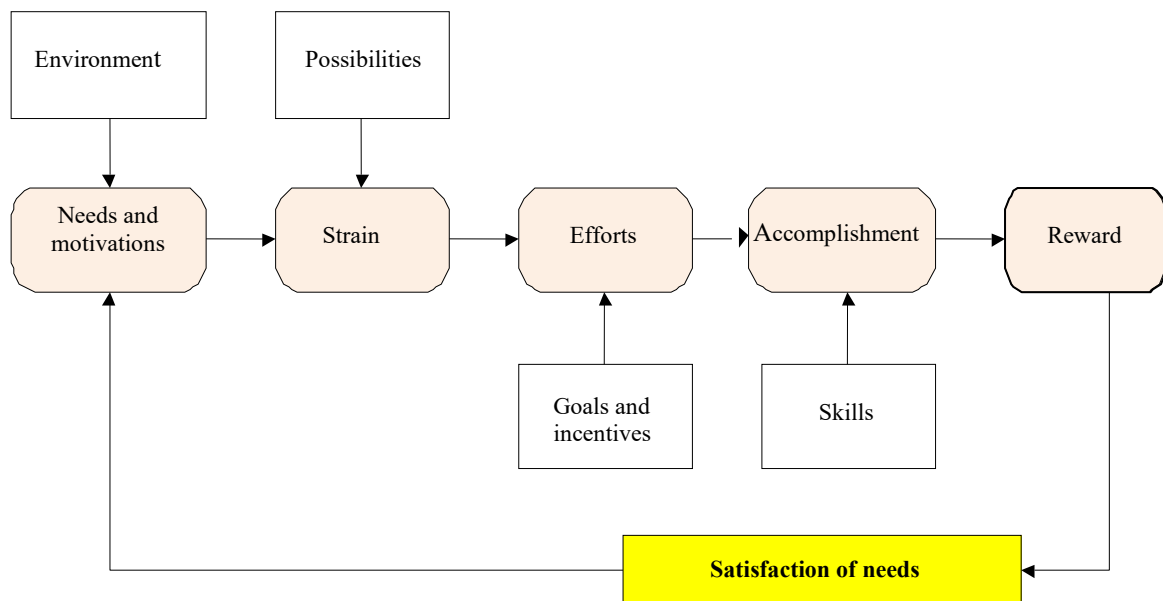 Environment
Possibilities
Needs and
motivations
Strain
Efforts
Accomplishment
Reward
Goals and
incentives
Skills
Satisfaction of needs